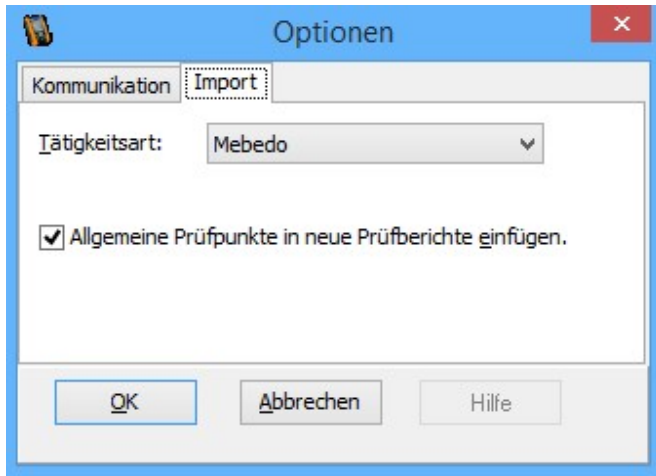 Optionen
Kommunikation Import
Tätigkeitsart: Mebedo
Allgemeine Prüfpunkte in neue Prüfberichte einfügen.
OK Abbrechen Hilfe